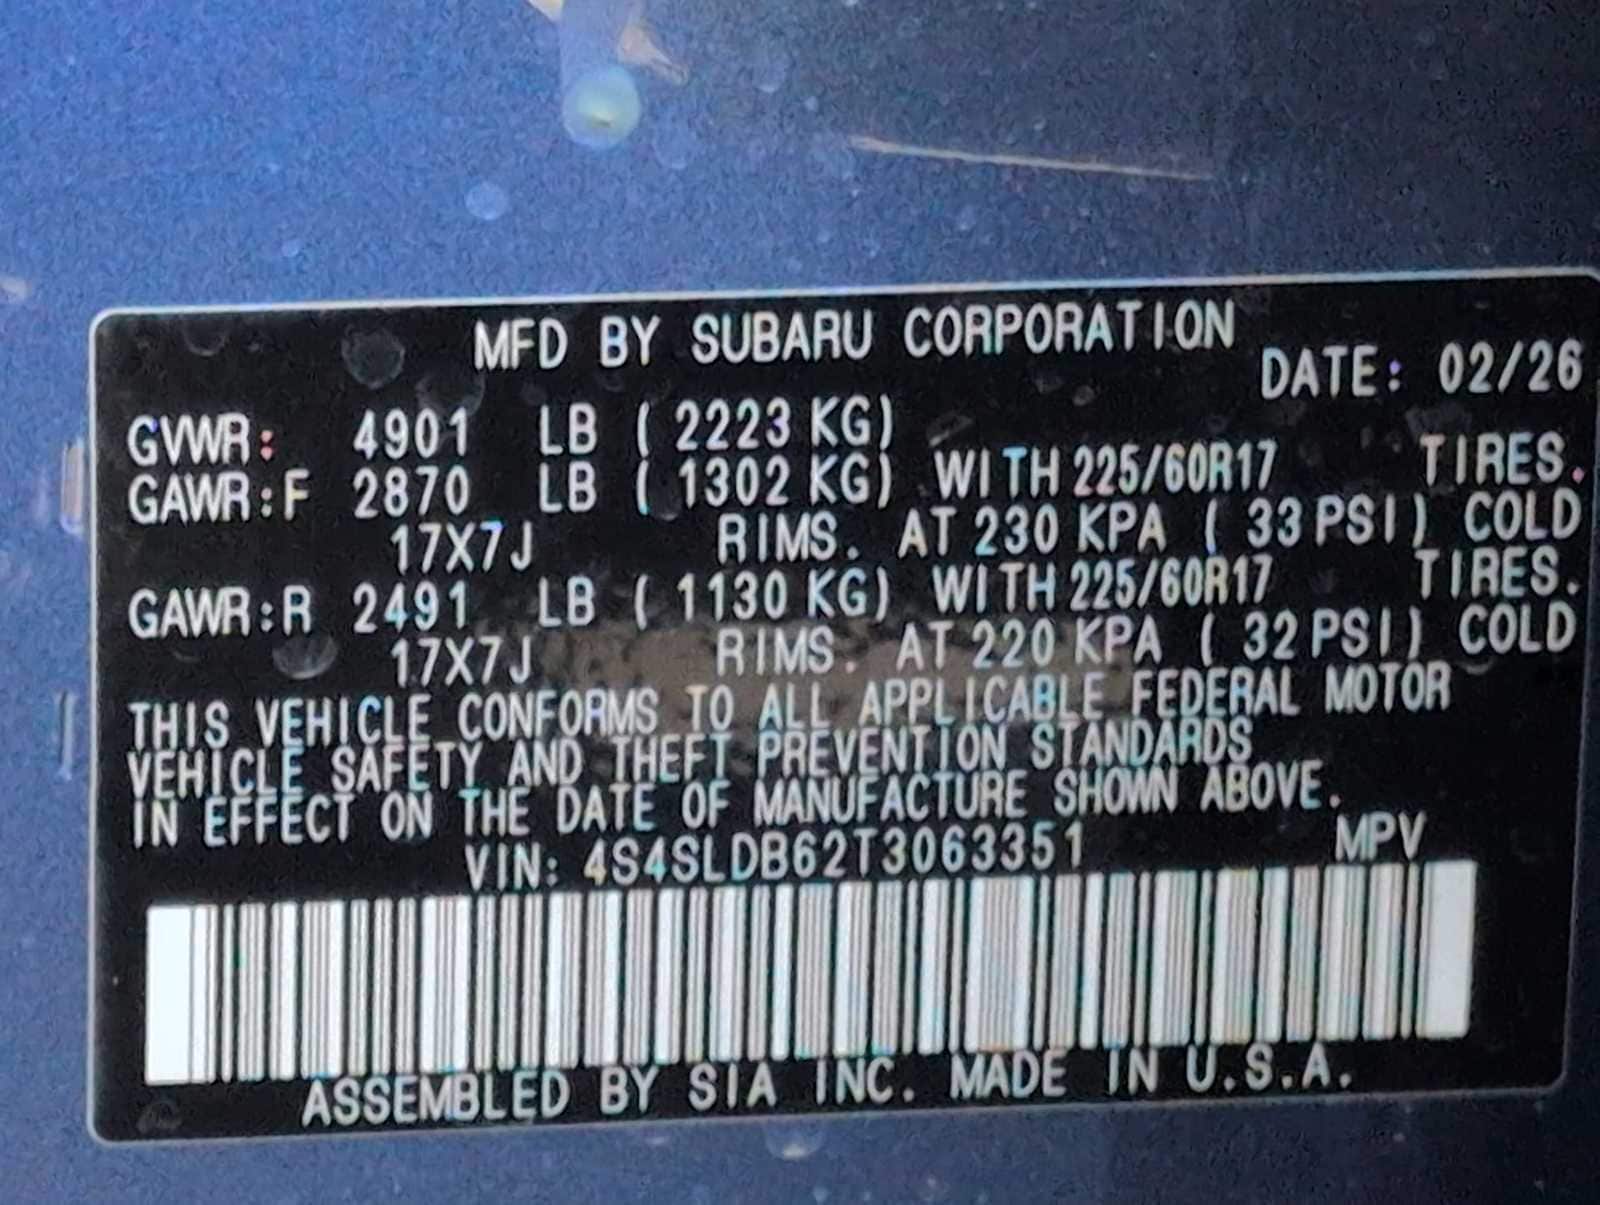 MFD BY SUBARU CORPORATION
DATE: 02/26
GVWR: 4901 LB ( 2223 KG)
GAWR:F 2870 LB ( 1302 KG) WITH 225/60R17 TIRES.
17X7J RIMS. AT 230 KPA ( 33 PSI) COLD
GAWR:R 2491 LB ( 1130 KG) WITH 225/60R17 TIRES.
17X7J RIMS. AT 220 KPA ( 32 PSI) COLD
THIS VEHICLE CONFORMS TO ALL APPLICABLE FEDERAL MOTOR
VEHICLE SAFETY AND THEFT PREVENTION STANDARDS
IN EFFECT ON THE DATE OF MANUFACTURE SHOWN ABOVE.
VIN: 4S4SLDB62T3063351 MPV
ASSEMBLED BY SIA INC. MADE IN U.S.A.